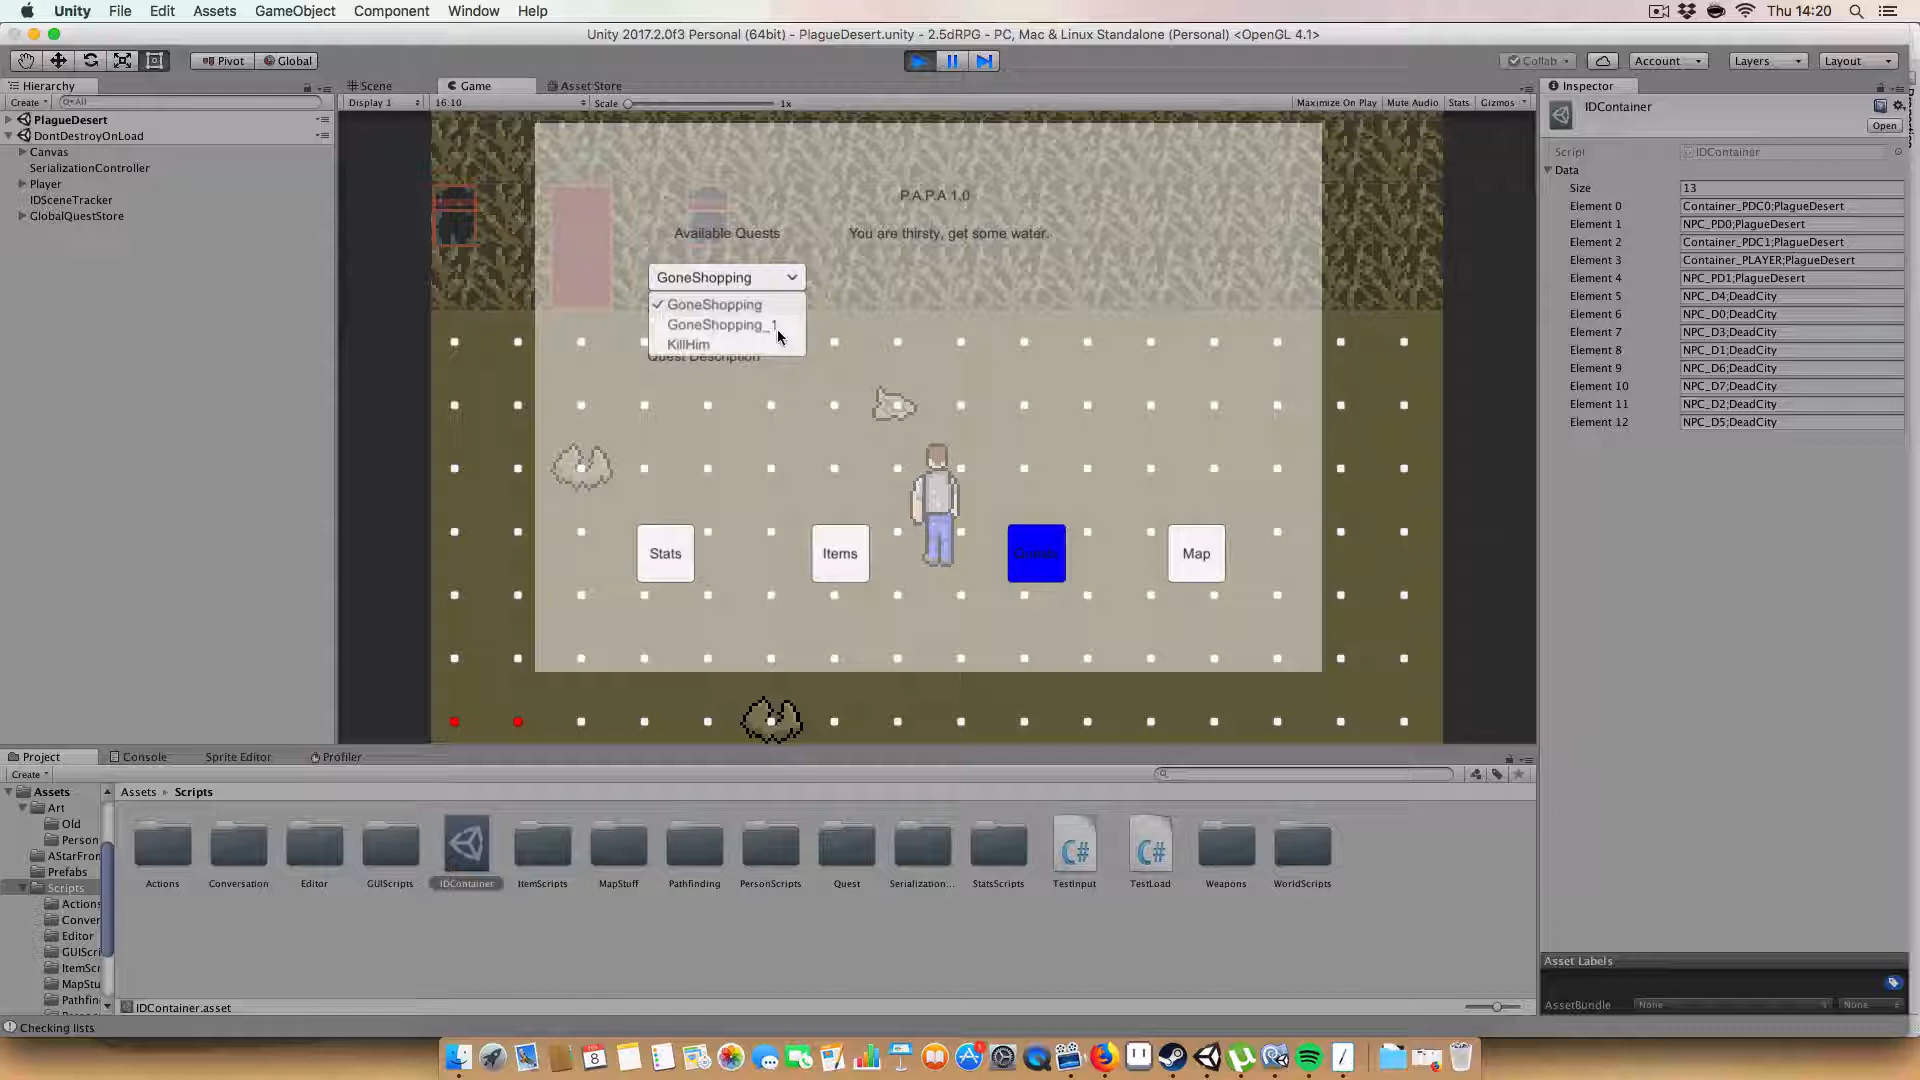 Unity File Edit Assets GameObject Component Window Help Thu 14:20
Unity 2017.2.0f3 Personal (64bit) - PlagueDesert.unity - 2.5dRPG - PC, Mac & Linux Standalone (Personal) <OpenGL 4.1>
Pivot Global Collab Account Layers Layout
Hierarchy Scene Game Asset Store Inspector
Create All Display 1 16:10 Scale 1x Maximize On Play Mute Audio Stats Gizmos
IDContainer
Open
PlagueDesert
DontDestroyOnLoad
Canvas
SerializationController
Player
IDSceneTracker
GlobalQuestStore
P.A.P.A 1.0
Available Quests
You are thirsty, get some water.
GoneShopping
GoneShopping
GoneShopping_1
KillHim
Quest Description
Stats Items Quests Map
Script IDContainer
Data
Size 13
Element 0 Container_PDC0;PlagueDesert
Element 1 NPC_PD0;PlagueDesert
Element 2 Container_PDC1;PlagueDesert
Element 3 Container_PLAYER;PlagueDesert
Element 4 NPC_PD1;PlagueDesert
Element 5 NPC_D4;DeadCity
Element 6 NPC_D0;DeadCity
Element 7 NPC_D3;DeadCity
Element 8 NPC_D1;DeadCity
Element 9 NPC_D6;DeadCity
Element 10 NPC_D7;DeadCity
Element 11 NPC_D2;DeadCity
Element 12 NPC_D5;DeadCity
Project Console Sprite Editor Profiler
Create
Assets
Art
Old
Person
AStarFron
Prefabs
Scripts
Actions
Conver
Editor
GUIScri
ItemScr
MapStu
Pathfin
Assets Scripts
Actions Conversation Editor GUIScripts IDContainer ItemScripts MapStuff Pathfinding PersonScripts Quest Serialization... StatsScripts TestInput TestLoad Weapons WorldScripts
IDContainer.asset
Asset Labels
AssetBundle None None
Checking lists
8